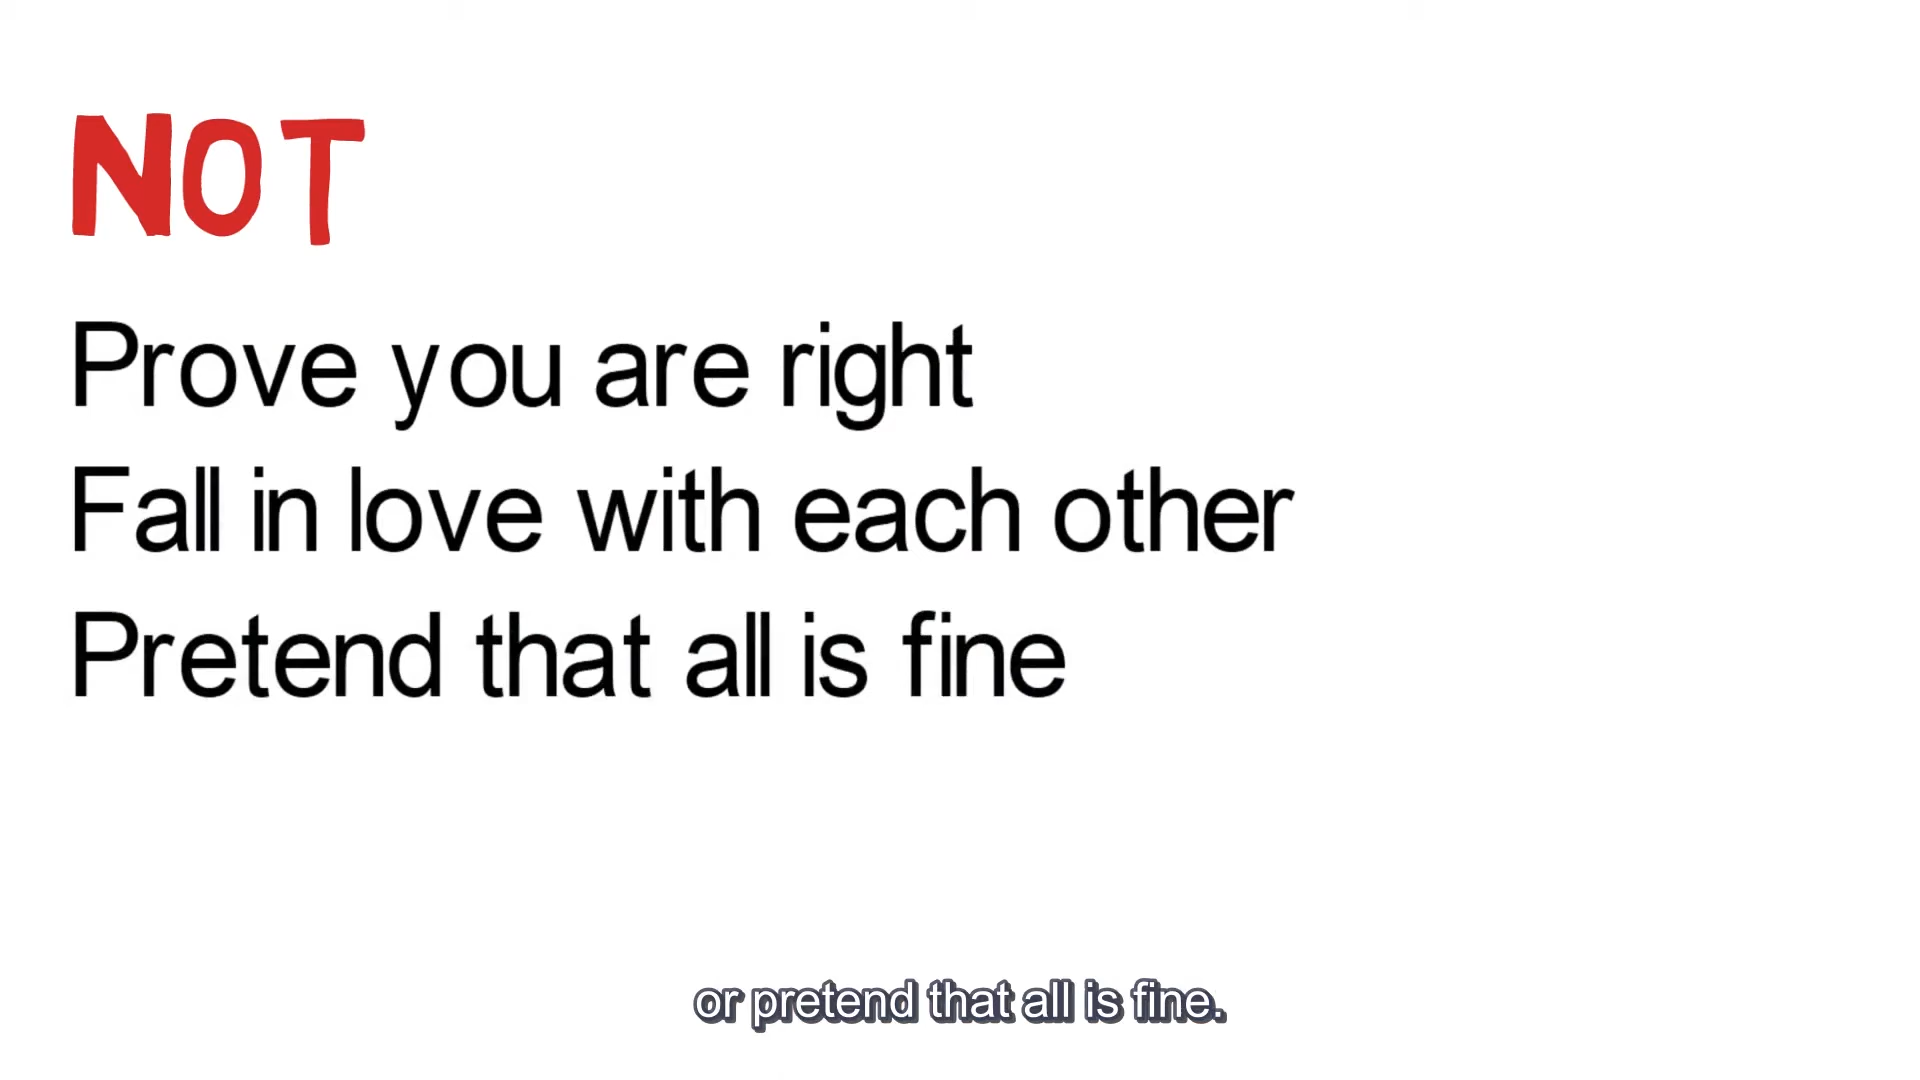 NOT
Prove you are right
Fall in love with each other
Pretend that all is fine
or pretend that all is fine.